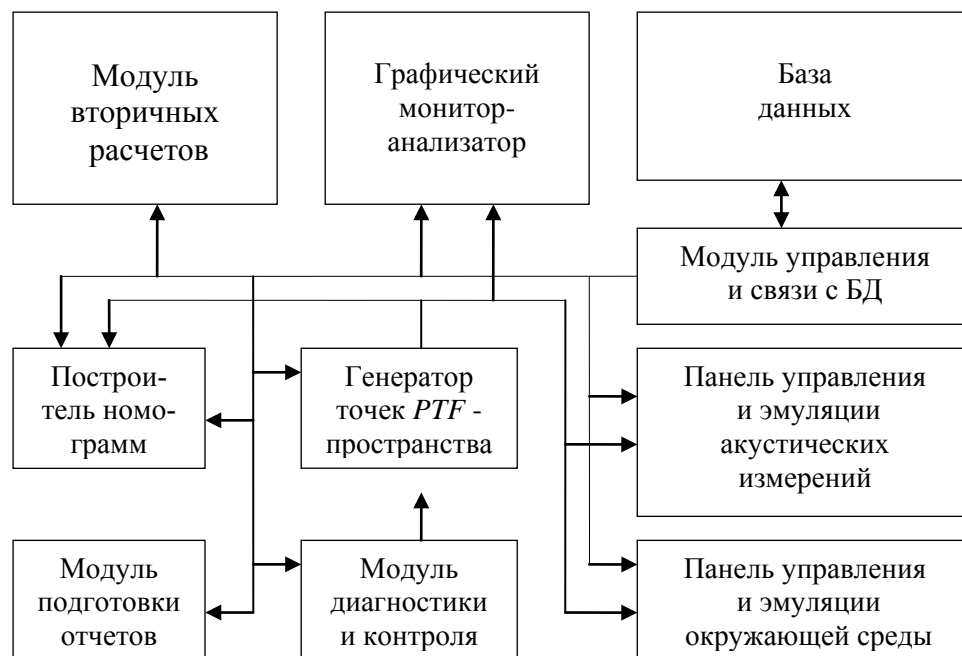 Модуль
вторичных
расчетов
Графический
монитор-
анализатор
База
данных
Модуль управления
и связи с БД
Построи-
тель номо-
грамм
Генератор
точек PTF -
пространства
Панель управления
и эмуляции
акустических
измерений
Модуль
подготовки
отчетов
Модуль
диагностики
и контроля
Панель управления
и эмуляции
окружающей среды